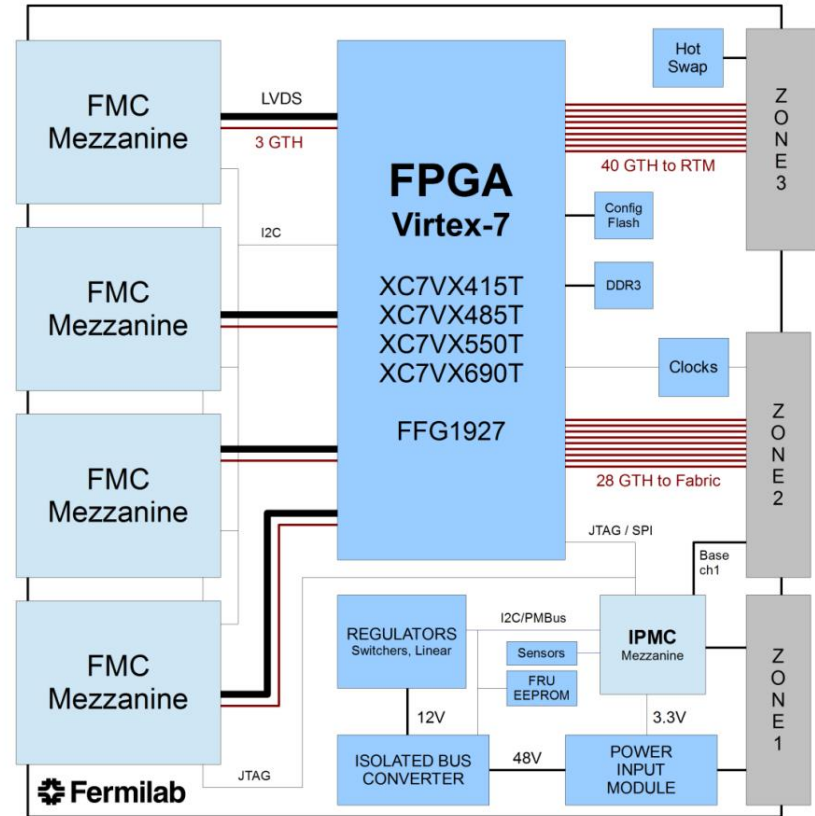 FMC
Mezzanine
LVDS
3 GTH
I2C
FMC
Mezzanine
FMC
Mezzanine
FMC
Mezzanine
JTAG
Fermilab
FPGA
Virtex-7
XC7VX415T
XC7VX485T
XC7VX550T
XC7VX690T
FFG1927
Hot
Swap
40 GTH to RTM
Config
Flash
DDR3
Clocks
28 GTH to Fabric
JTAG / SPI
Base
ch1
ZONE3
ZONE2
ZONE1
REGULATORS
Switchers, Linear
I2C/PMBus
Sensors
FRU
EEPROM
IPMC
Mezzanine
12V
3.3V
ISOLATED BUS
CONVERTER
48V
POWER
INPUT
MODULE